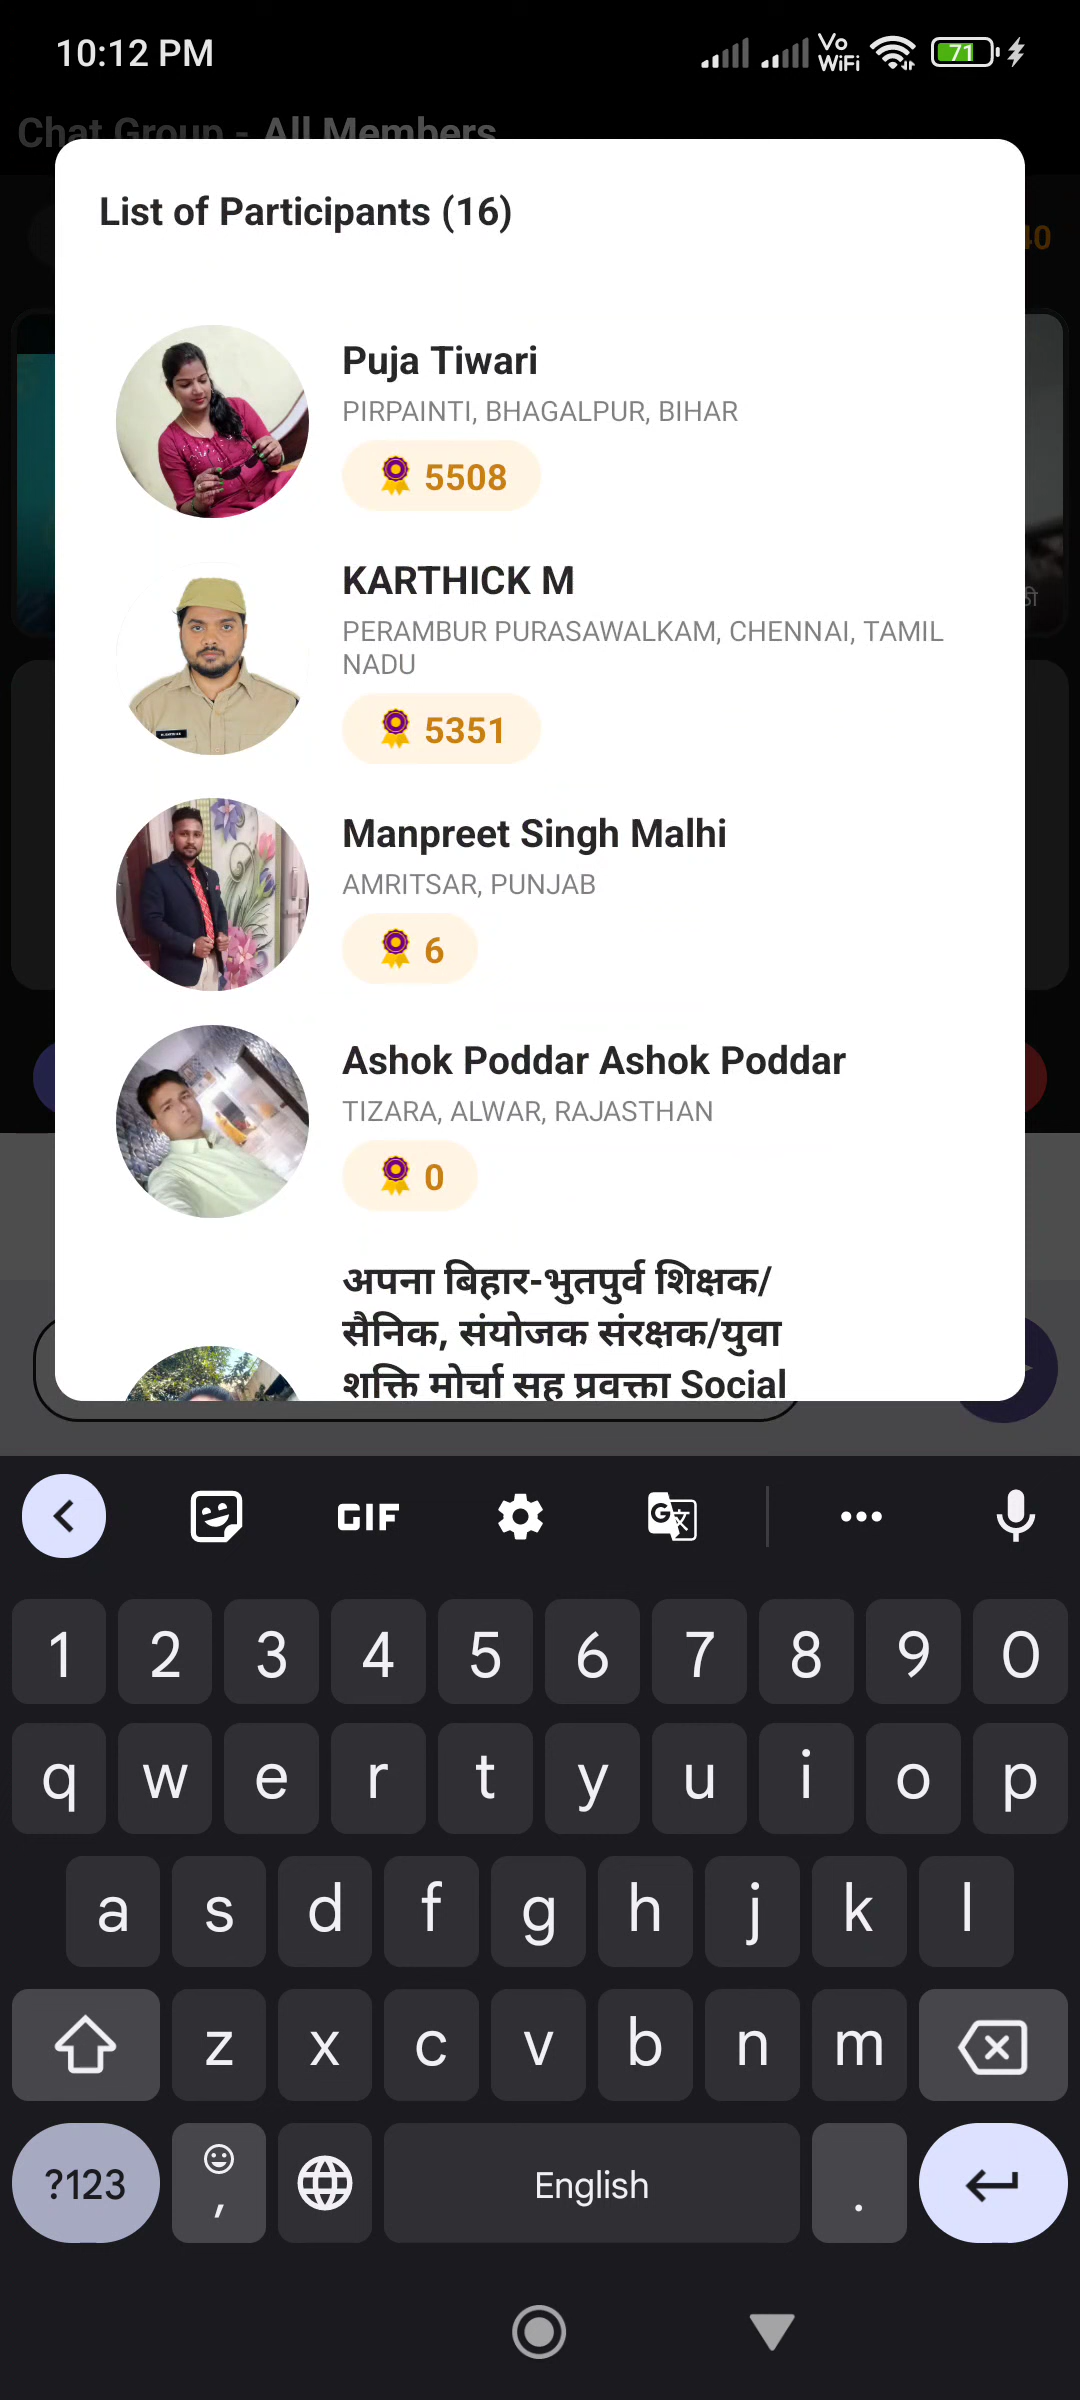 10:12 PM
Vo
WiFi
71
Chat Group - All Members
List of Participants (16)
40
Puja Tiwari
PIRPAINTI, BHAGALPUR, BIHAR
5508
KARTHICK M
PERAMBUR PURASAWALKAM, CHENNAI, TAMIL
NADU
5351
Manpreet Singh Malhi
AMRITSAR, PUNJAB
6
Ashok Poddar Ashok Poddar
TIZARA, ALWAR, RAJASTHAN
0
अपना बिहार-भुतपुर्व शिक्षक/
सैनिक, संयोजक संरक्षक/युवा
शक्ति मोर्चा सह प्रवक्ता Social
GIF
1 2 3 4 5 6 7 8 9 0
q w e r t y u i o p
a s d f g h j k l
z x c v b n m
?123 , English .